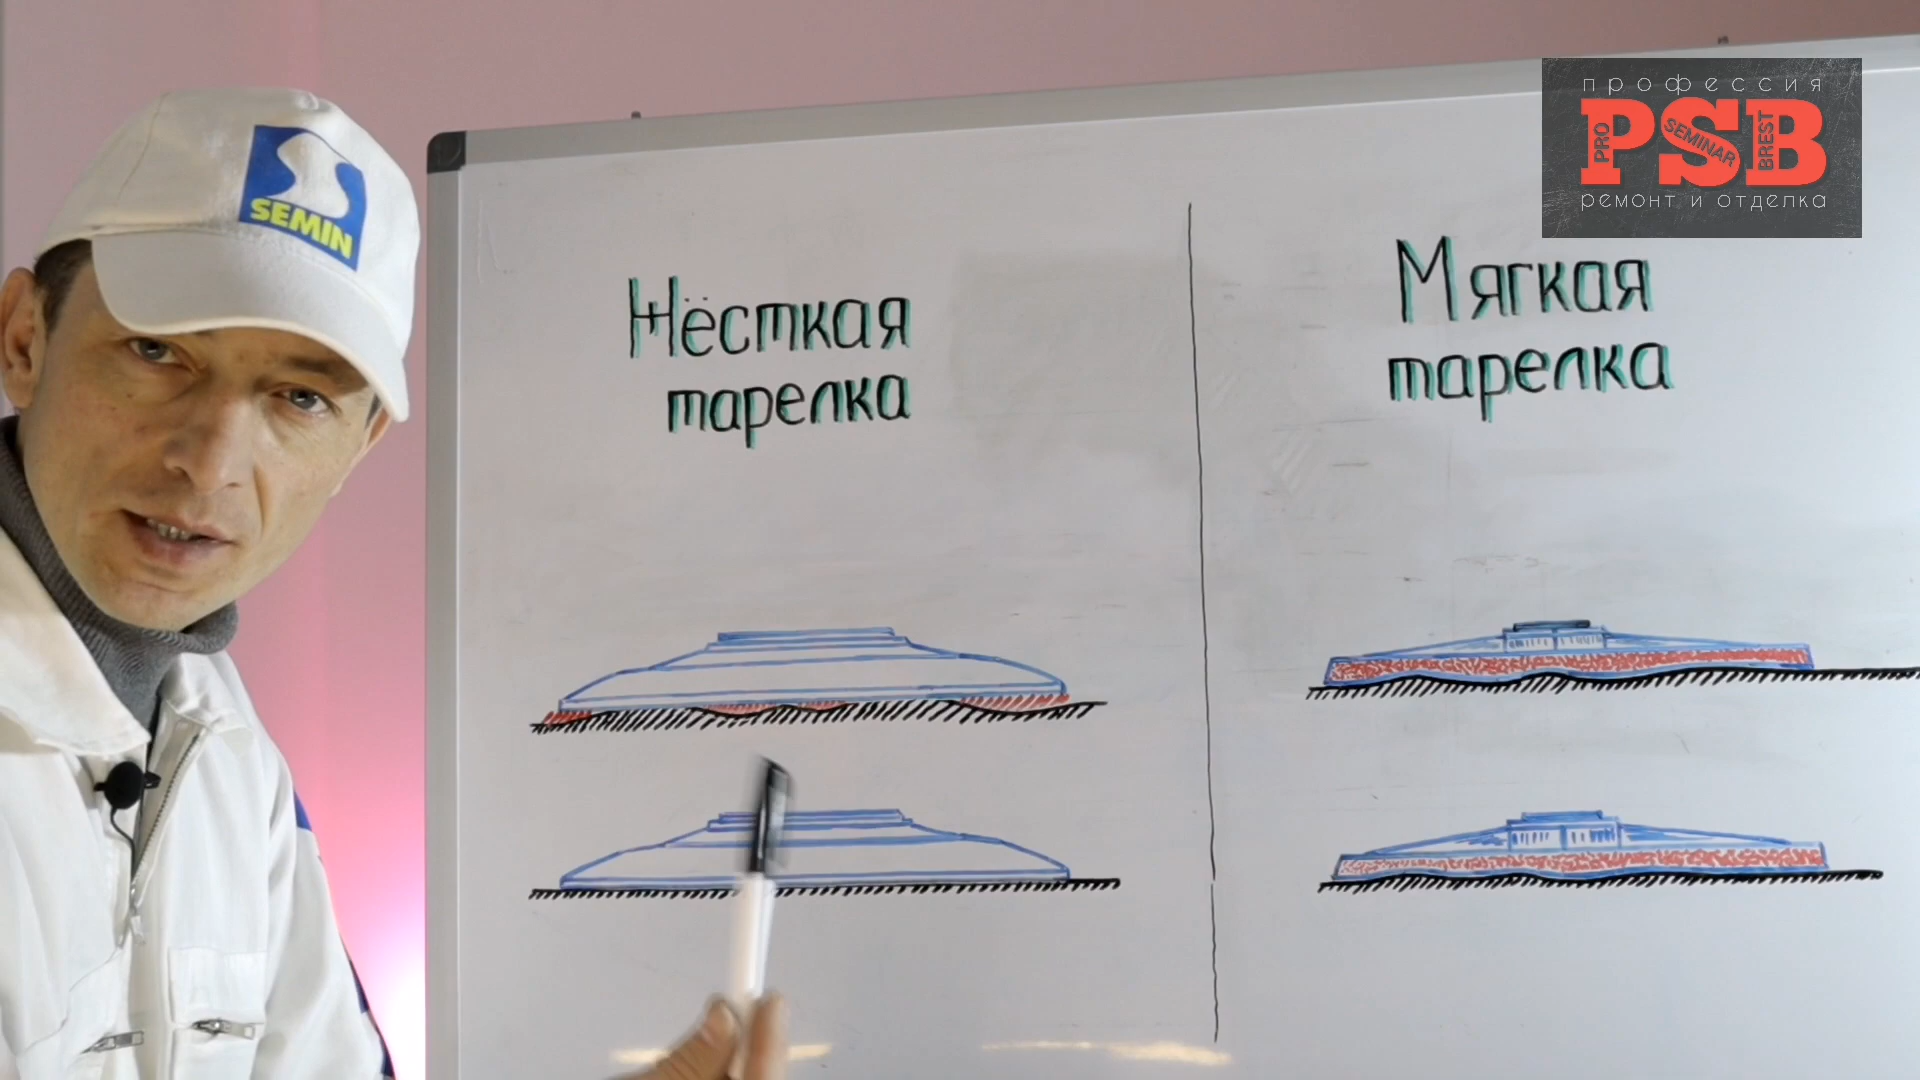 SEMIN
Жёсткая
тарелка
Мягкая
тарелка
профессия
PRO
PSB
SEMINAR
BREST
ремонт и отделка